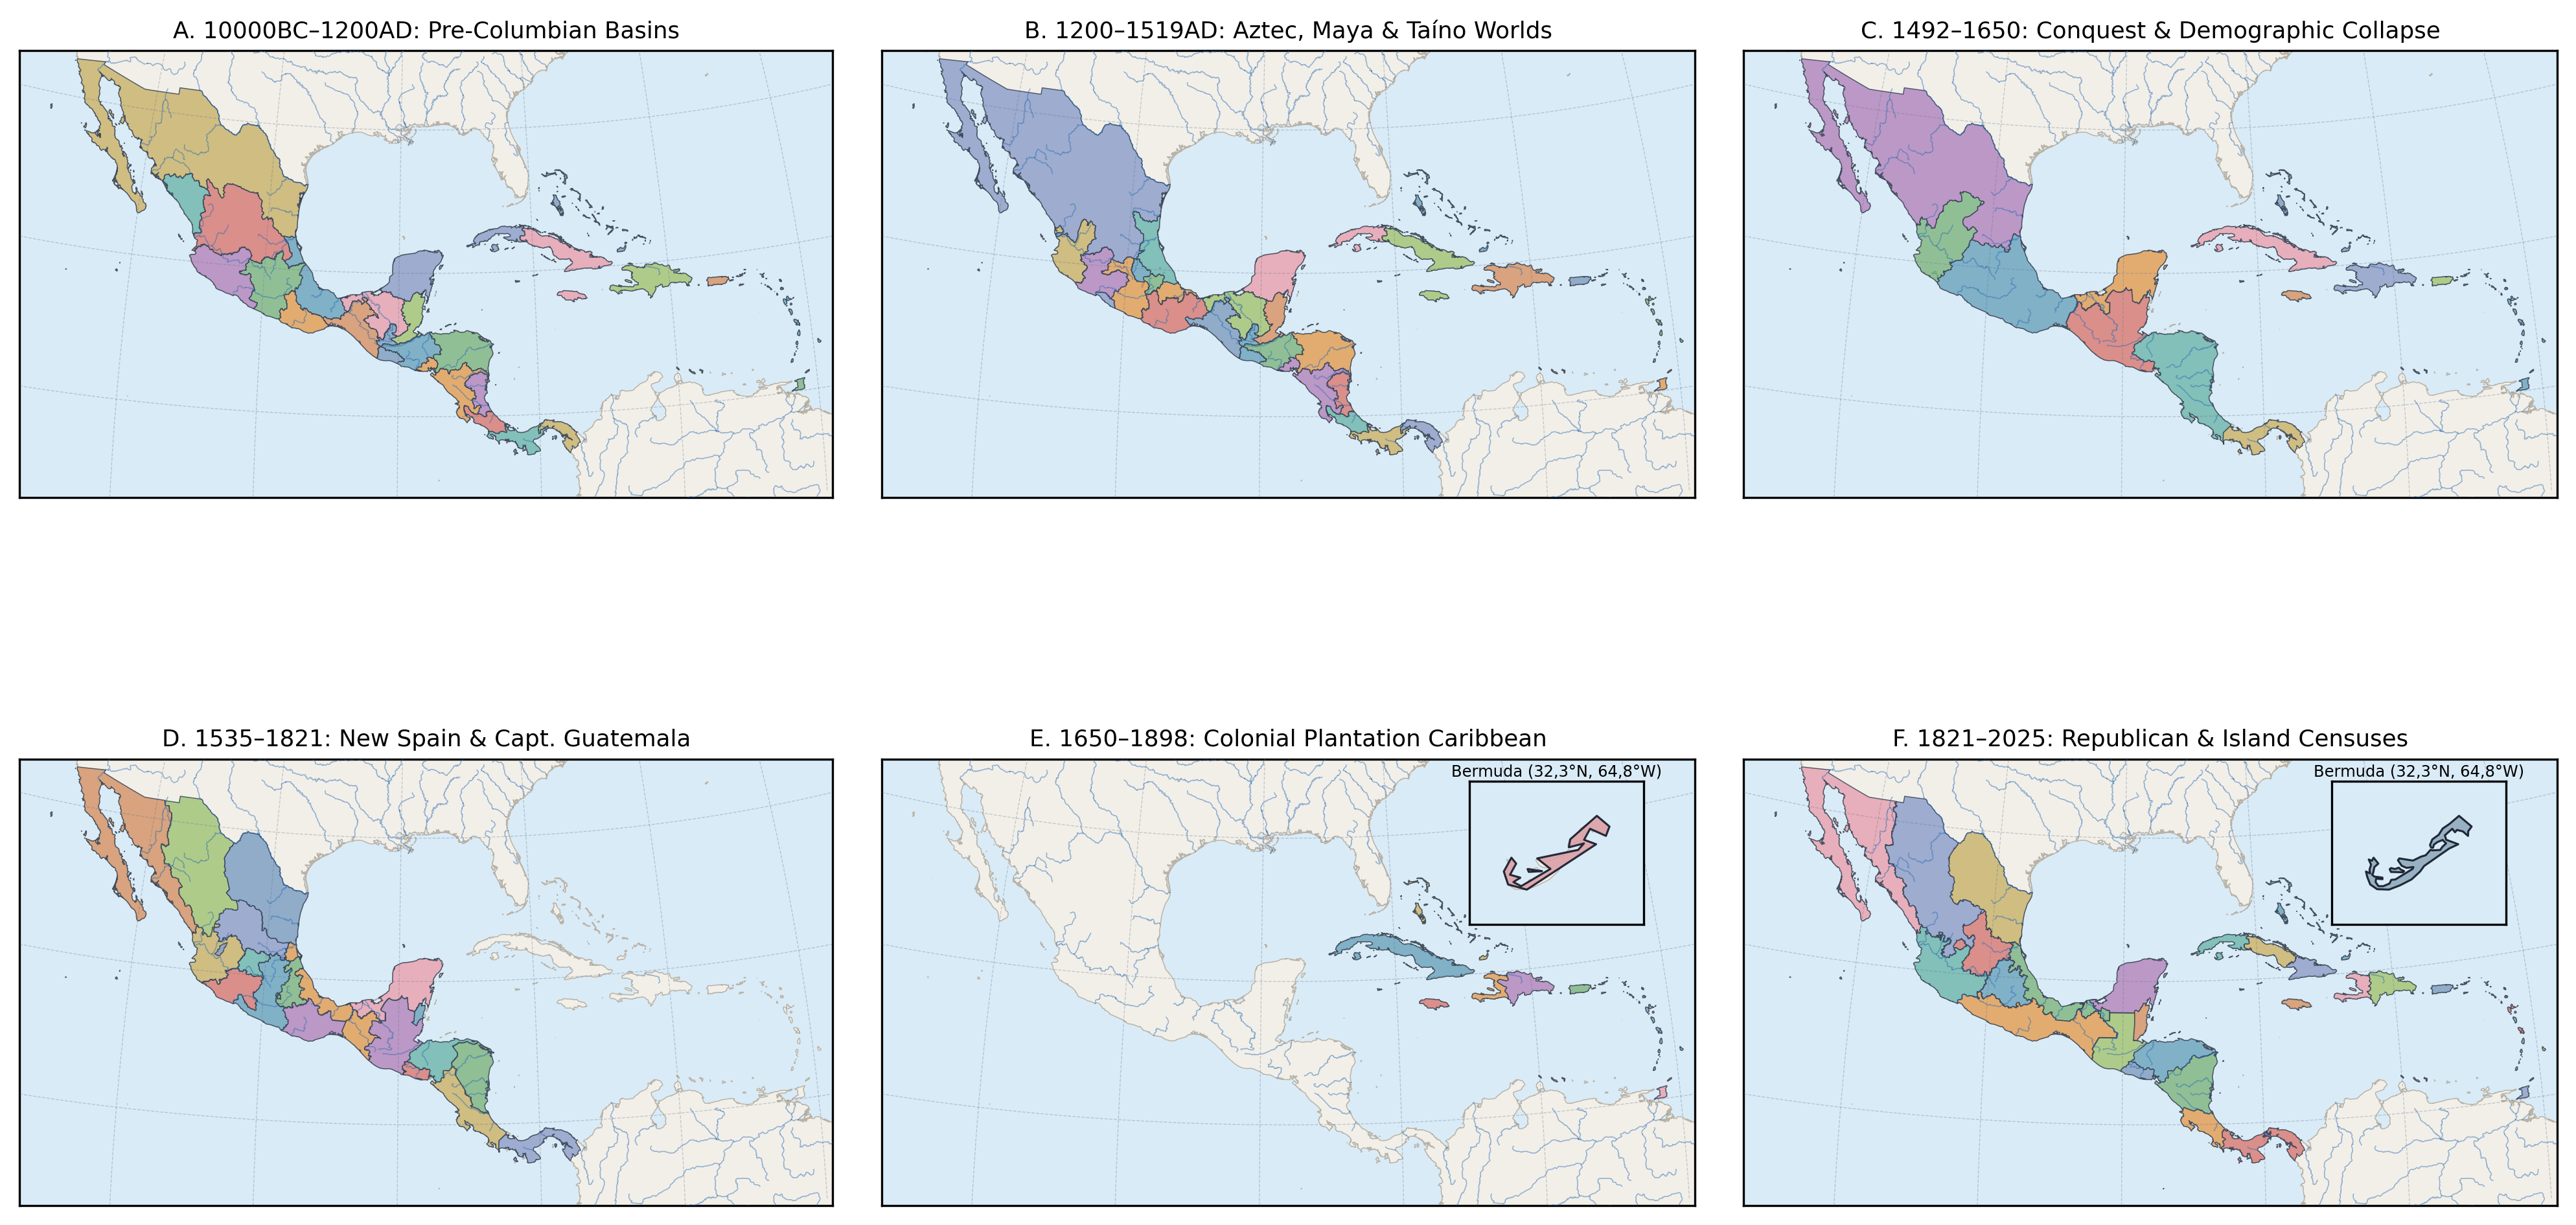 A. 10000BC–1200AD: Pre-Columbian Basins
B. 1200–1519AD: Aztec, Maya & Taíno Worlds
C. 1492–1650: Conquest & Demographic Collapse
D. 1535–1821: New Spain & Capt. Guatemala
E. 1650–1898: Colonial Plantation Caribbean
Bermuda (32,3°N, 64,8°W)
F. 1821–2025: Republican & Island Censuses
Bermuda (32,3°N, 64,8°W)